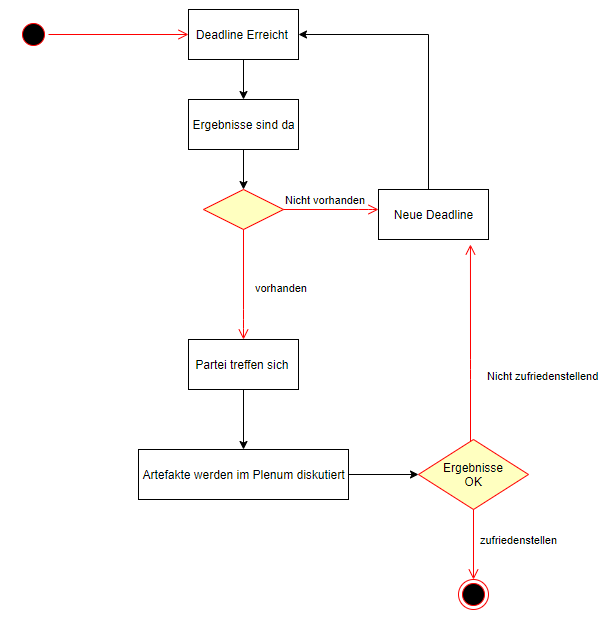 Deadline Erreicht
Ergebnisse sind da
Nicht vorhanden
Neue Deadline
vorhanden
Partei treffen sich
Nicht zufriedenstellend
Artefakte werden im Plenum diskutiert
Ergebnisse
OK
zufriedenstellen